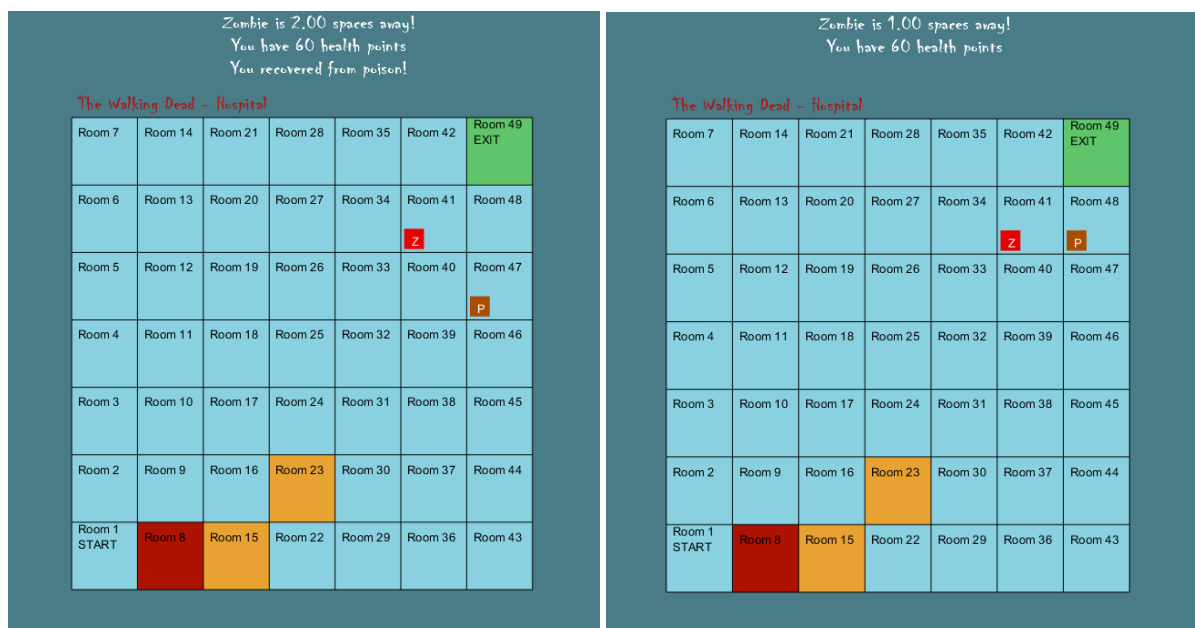 Zombie is 2.00 spaces away!
You have 60 health points
You recovered from poison!
The Walking Dead - Hospital
Room 7 Room 14 Room 21 Room 28 Room 35 Room 42 Room 49
EXIT
Room 6 Room 13 Room 20 Room 27 Room 34 Room 41 Room 48
Z
Room 5 Room 12 Room 19 Room 26 Room 33 Room 40 Room 47
P
Room 4 Room 11 Room 18 Room 25 Room 32 Room 39 Room 46
Room 3 Room 10 Room 17 Room 24 Room 31 Room 38 Room 45
Room 2 Room 9 Room 16 Room 23 Room 30 Room 37 Room 44
Room 1 Room 8 Room 15 Room 22 Room 29 Room 36 Room 43
START
Zombie is 1.00 spaces away!
You have 60 health points
The Walking Dead - Hospital
Room 7 Room 14 Room 21 Room 28 Room 35 Room 42 Room 49
EXIT
Room 6 Room 13 Room 20 Room 27 Room 34 Room 41 Room 48
Z P
Room 5 Room 12 Room 19 Room 26 Room 33 Room 40 Room 47
Room 4 Room 11 Room 18 Room 25 Room 32 Room 39 Room 46
Room 3 Room 10 Room 17 Room 24 Room 31 Room 38 Room 45
Room 2 Room 9 Room 16 Room 23 Room 30 Room 37 Room 44
Room 1 Room 8 Room 15 Room 22 Room 29 Room 36 Room 43
START